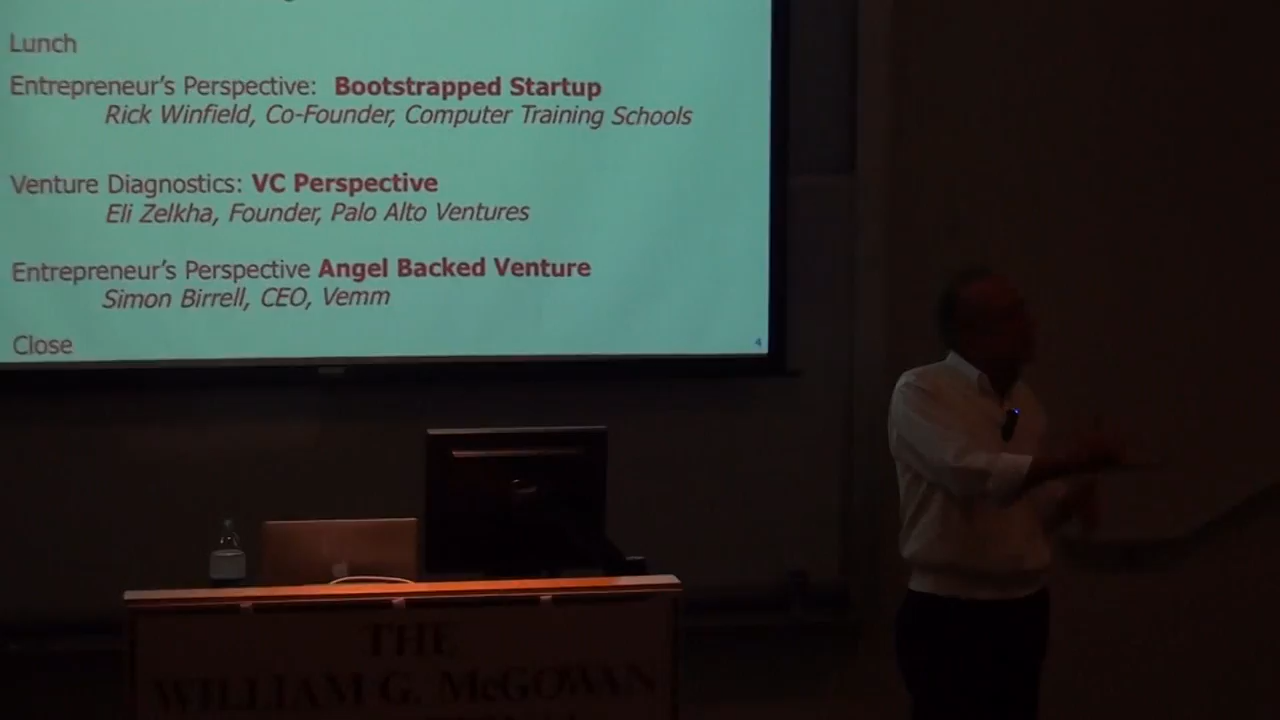 Lunch
Entrepreneur's Perspective: Bootstrapped Startup
Rick Winfield, Co-Founder, Computer Training Schools
Venture Diagnostics: VC Perspective
Eli Zelkha, Founder, Palo Alto Ventures
Entrepreneur's Perspective Angel Backed Venture
Simon Birrell, CEO, Vemm
Close
4
THE
WILLIAM G. McGOWAN